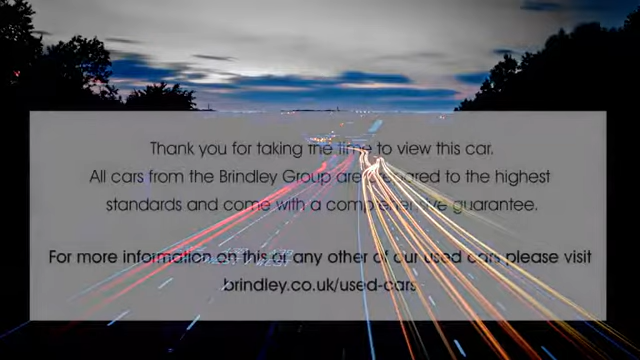 Thank you for taking the time to view this car.
All cars from the Brindley Group are prepared to the highest
standards and come with a comprehensive guarantee.
For more information on this or any other of our used cars please visit
brindley.co.uk/used-cars